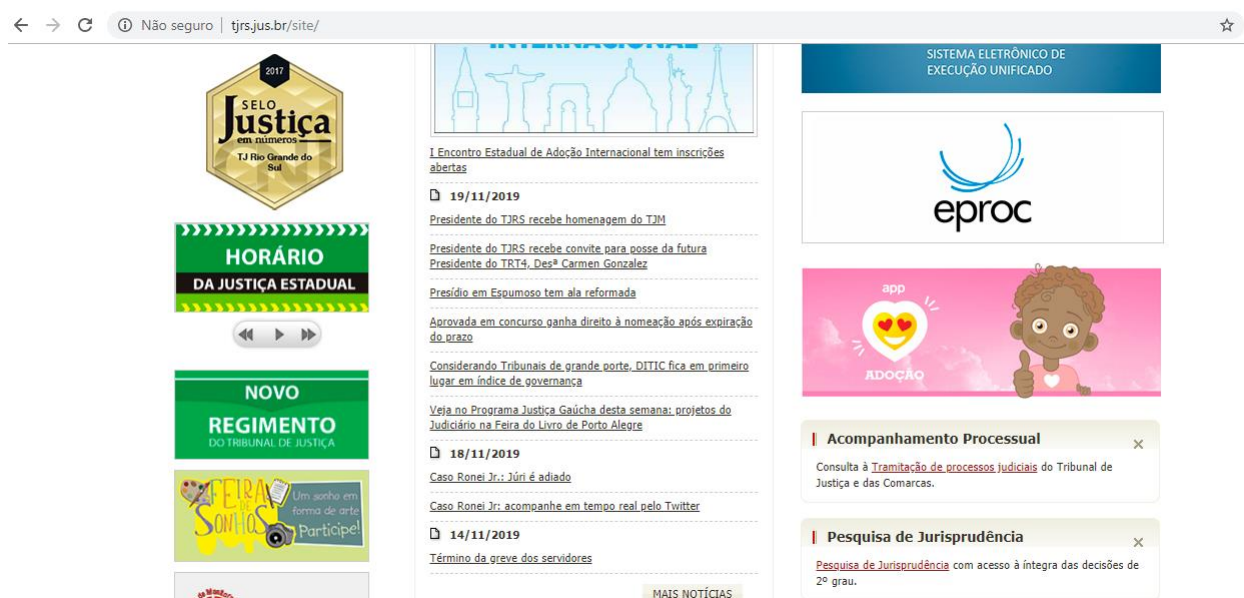 Não seguro | tjrs.jus.br/site/
2017
SELO
Justiça
em números
TJ Rio Grande do
Sul
CNJ
HORÁRIO
DA JUSTIÇA ESTADUAL
NOVO
REGIMENTO
DO TRIBUNAL DE JUSTIÇA
FEIRA DE
SONHOS
Um sonho em
forma de arte
Participe!
INTERNACIONAL
I Encontro Estadual de Adoção Internacional tem inscrições
abertas
19/11/2019
Presidente do TJRS recebe homenagem do TJM
Presidente do TJRS recebe convite para posse da futura
Presidente do TRT4, Desª Carmen Gonzalez
Presídio em Espumoso tem ala reformada
Aprovada em concurso ganha direito à nomeação após expiração
do prazo
Considerando Tribunais de grande porte, DITIC fica em primeiro
lugar em índice de governança
Veja no Programa Justiça Gaúcha desta semana: projetos do
Judiciário na Feira do Livro de Porto Alegre
18/11/2019
Caso Ronei Jr.: Júri é adiado
Caso Ronei Jr: acompanhe em tempo real pelo Twitter
14/11/2019
Término da greve dos servidores
MAIS NOTÍCIAS
SISTEMA ELETRÔNICO DE
EXECUÇÃO UNIFICADO
eproc
app
ADOÇÃO
Acompanhamento Processual
Consulta à Tramitação de processos judiciais do Tribunal de
Justiça e das Comarcas.
Pesquisa de Jurisprudência
Pesquisa de Jurisprudência com acesso à íntegra das decisões de
2º grau.